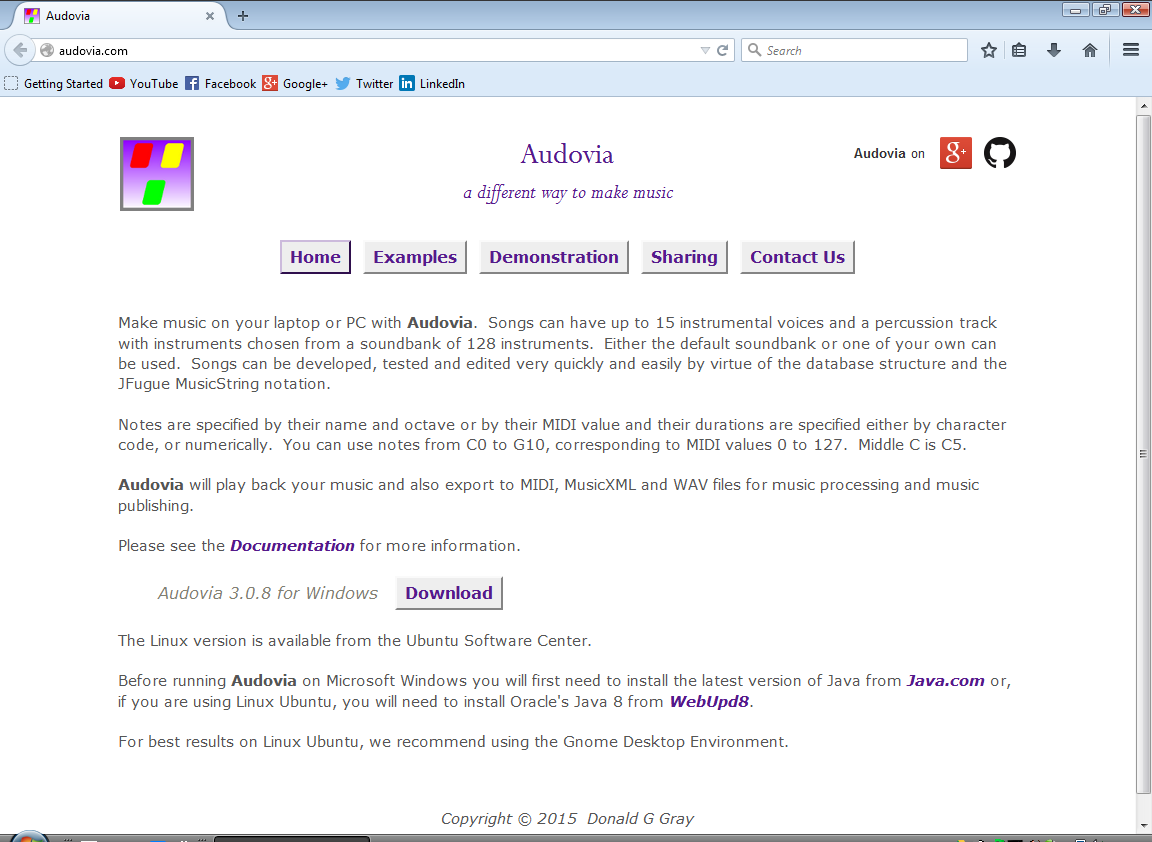 Audovia
audovia.com
Search
Getting Started YouTube Facebook Google+ Twitter LinkedIn
Audovia
a different way to make music
Audovia on
Home Examples Demonstration Sharing Contact Us
Make music on your laptop or PC with Audovia. Songs can have up to 15 instrumental voices and a percussion track
with instruments chosen from a soundbank of 128 instruments. Either the default soundbank or one of your own can
be used. Songs can be developed, tested and edited very quickly and easily by virtue of the database structure and the
JFugue MusicString notation.
Notes are specified by their name and octave or by their MIDI value and their durations are specified either by character
code, or numerically. You can use notes from C0 to G10, corresponding to MIDI values 0 to 127. Middle C is C5.
Audovia will play back your music and also export to MIDI, MusicXML and WAV files for music processing and music
publishing.
Please see the Documentation for more information.
Audovia 3.0.8 for Windows Download
The Linux version is available from the Ubuntu Software Center.
Before running Audovia on Microsoft Windows you will first need to install the latest version of Java from Java.com or,
if you are using Linux Ubuntu, you will need to install Oracle's Java 8 from WebUpd8.
For best results on Linux Ubuntu, we recommend using the Gnome Desktop Environment.
Copyright © 2015 Donald G Gray